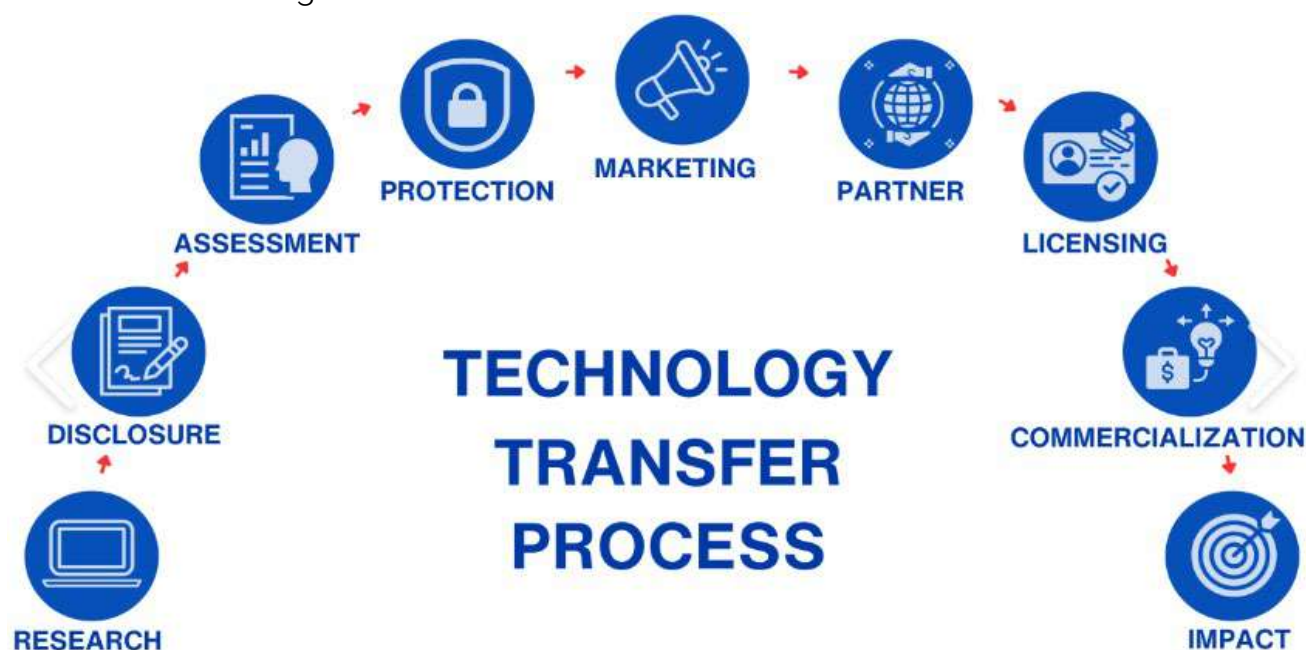 MARKETING
PROTECTION
PARTNER
ASSESSMENT
LICENSING
DISCLOSURE
COMMERCIALIZATION
TECHNOLOGY
TRANSFER
PROCESS
RESEARCH
IMPACT
$